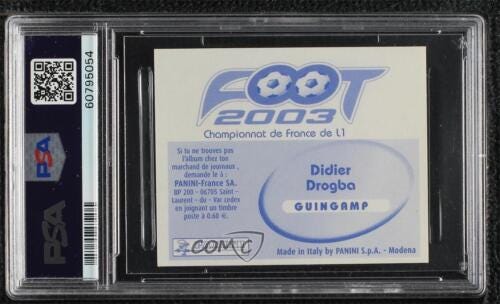 60795054
PSA
PSA
FOOT
2003
Championnat de France de L1
Si tu ne trouves pas
l'album chez ton
marchand de journaux,
demande le à :
PANINI-France SA.
BP 200 - 06705 Saint -
Laurent - du - Var cedex
en joignant un timbre
poste à 0.60 €.
Didier
Drogba
GUINGAMP
COMC
Made in Italy by PANINI S.p.A. - Modena